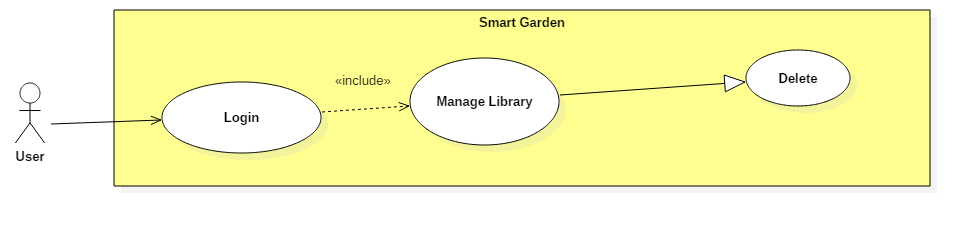 Smart Garden
«include»
Delete
Manage Library
Login
User